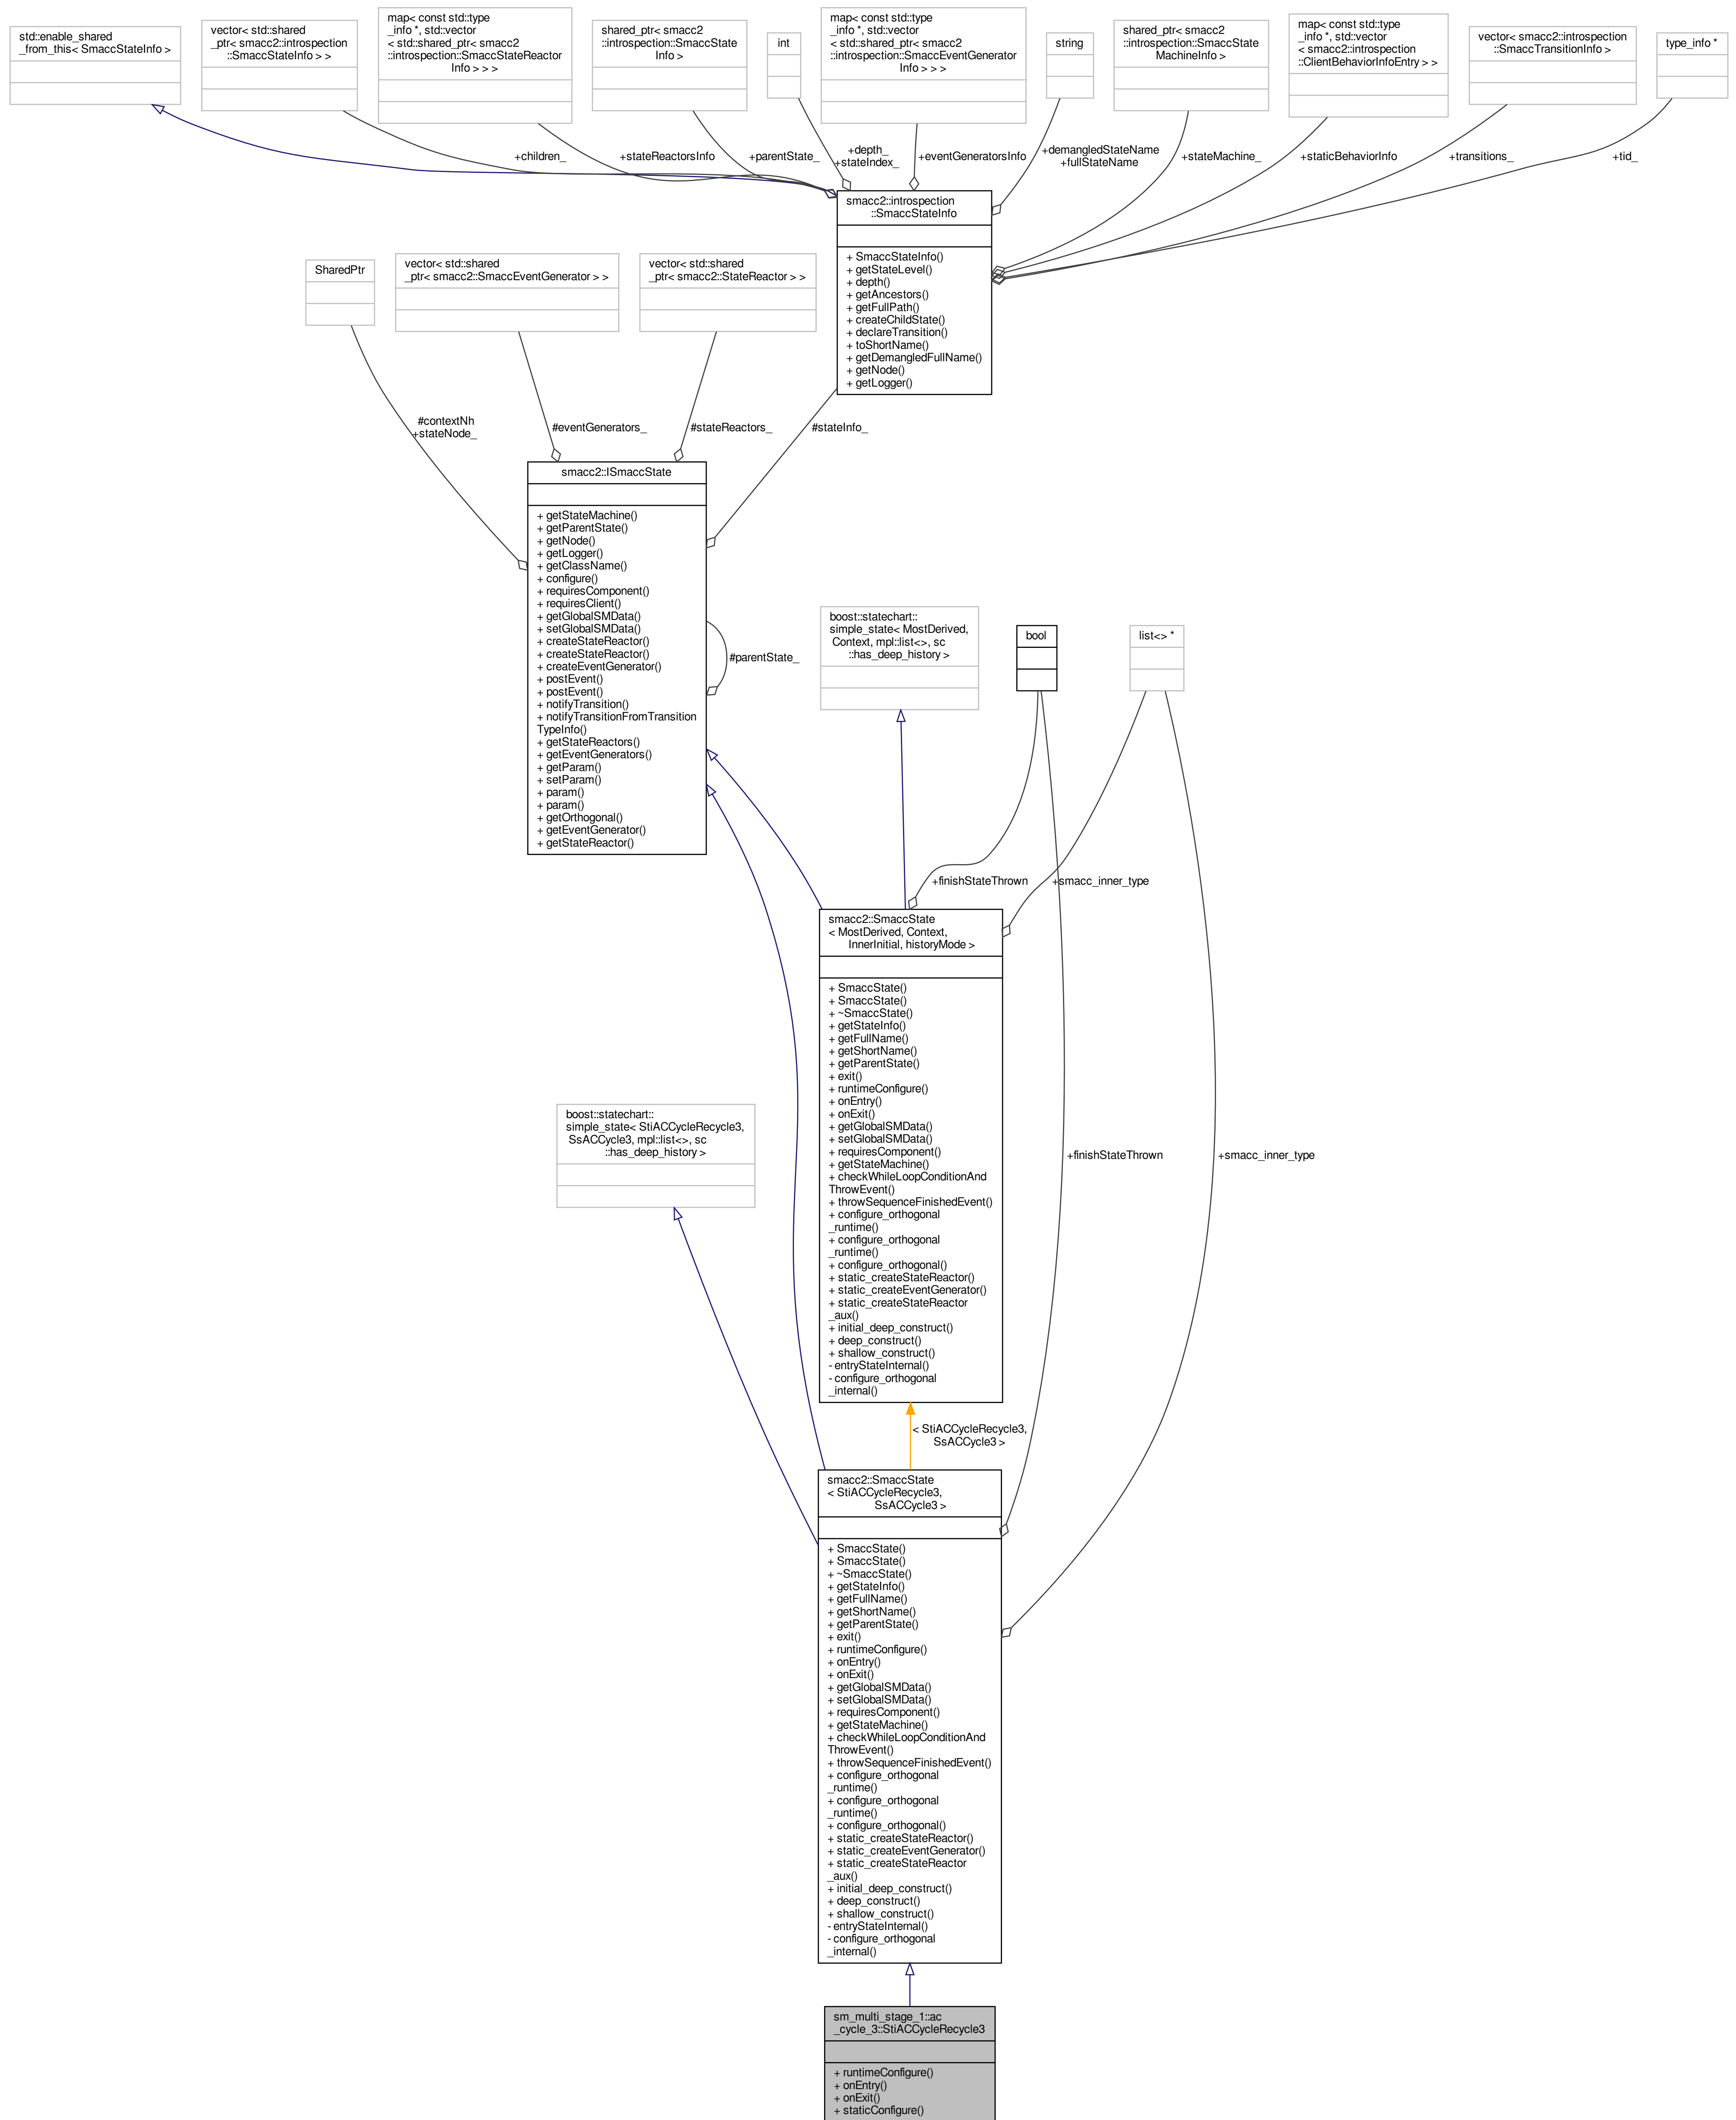 std::enable_shared
_from_this< SmaccStateInfo >
vector< std::shared
_ptr< smacc2::introspection
::SmaccStateInfo > >
map< const std::type
_info *, std::vector
< std::shared_ptr< smacc2
::introspection::SmaccStateReactor
Info > > >
shared_ptr< smacc2
::introspection::SmaccState
Info >
int
map< const std::type
_info *, std::vector
< std::shared_ptr< smacc2
::introspection::SmaccEventGenerator
Info > > >
string
shared_ptr< smacc2
::introspection::SmaccState
MachineInfo >
map< const std::type
_info *, std::vector
< smacc2::introspection
::ClientBehaviorInfoEntry > >
vector< smacc2::introspection
::SmaccTransitionInfo >
type_info *
+children_
+stateReactorsInfo
+parentState_
+depth_
+stateIndex_
+eventGeneratorsInfo
+demangledStateName
+fullStateName
+stateMachine_
+staticBehaviorInfo
+transitions_
+tid_
smacc2::introspection
::SmaccStateInfo
+ SmaccStateInfo()
+ getStateLevel()
+ depth()
+ getAncestors()
+ getFullPath()
+ createChildState()
+ declareTransition()
+ toShortName()
+ getDemangledFullName()
+ getNode()
+ getLogger()
SharedPtr
vector< std::shared
_ptr< smacc2::SmaccEventGenerator > >
vector< std::shared
_ptr< smacc2::StateReactor > >
#contextNh
+stateNode_
#eventGenerators_
#stateReactors_
#stateInfo_
smacc2::ISmaccState
+ getStateMachine()
+ getParentState()
+ getNode()
+ getLogger()
+ getClassName()
+ configure()
+ requiresComponent()
+ requiresClient()
+ getGlobalSMData()
+ setGlobalSMData()
+ createStateReactor()
+ createStateReactor()
+ createEventGenerator()
+ postEvent()
+ postEvent()
+ notifyTransition()
+ notifyTransitionFromTransition
TypeInfo()
+ getStateReactors()
+ getEventGenerators()
+ getParam()
+ setParam()
+ param()
+ param()
+ getOrthogonal()
+ getEventGenerator()
+ getStateReactor()
#parentState_
boost::statechart::
simple_state< MostDerived,
Context, mpl::list<>, sc
::has_deep_history >
bool
list<> *
+finishStateThrown
+smacc_inner_type
smacc2::SmaccState
< MostDerived, Context,
InnerInitial, historyMode >
+ SmaccState()
+ SmaccState()
+ ~SmaccState()
+ getStateInfo()
+ getFullName()
+ getShortName()
+ getParentState()
+ exit()
+ runtimeConfigure()
+ onEntry()
+ onExit()
+ getGlobalSMData()
+ setGlobalSMData()
+ requiresComponent()
+ getStateMachine()
+ checkWhileLoopConditionAnd
ThrowEvent()
+ throwSequenceFinishedEvent()
+ configure_orthogonal
_runtime()
+ configure_orthogonal
_runtime()
+ configure_orthogonal()
+ static_createStateReactor()
+ static_createEventGenerator()
+ static_createStateReactor
_aux()
+ initial_deep_construct()
+ deep_construct()
+ shallow_construct()
- entryStateInternal()
- configure_orthogonal
_internal()
boost::statechart::
simple_state< StiACCycleRecycle3,
SsACCycle3, mpl::list<>, sc
::has_deep_history >
+finishStateThrown
+smacc_inner_type
< StiACCycleRecycle3,
SsACCycle3 >
smacc2::SmaccState
< StiACCycleRecycle3,
SsACCycle3 >
+ SmaccState()
+ SmaccState()
+ ~SmaccState()
+ getStateInfo()
+ getFullName()
+ getShortName()
+ getParentState()
+ exit()
+ runtimeConfigure()
+ onEntry()
+ onExit()
+ getGlobalSMData()
+ setGlobalSMData()
+ requiresComponent()
+ getStateMachine()
+ checkWhileLoopConditionAnd
ThrowEvent()
+ throwSequenceFinishedEvent()
+ configure_orthogonal
_runtime()
+ configure_orthogonal
_runtime()
+ configure_orthogonal()
+ static_createStateReactor()
+ static_createEventGenerator()
+ static_createStateReactor
_aux()
+ initial_deep_construct()
+ deep_construct()
+ shallow_construct()
- entryStateInternal()
- configure_orthogonal
_internal()
sm_multi_stage_1::ac
_cycle_3::StiACCycleRecycle3
+ runtimeConfigure()
+ onEntry()
+ onExit()
+ staticConfigure()